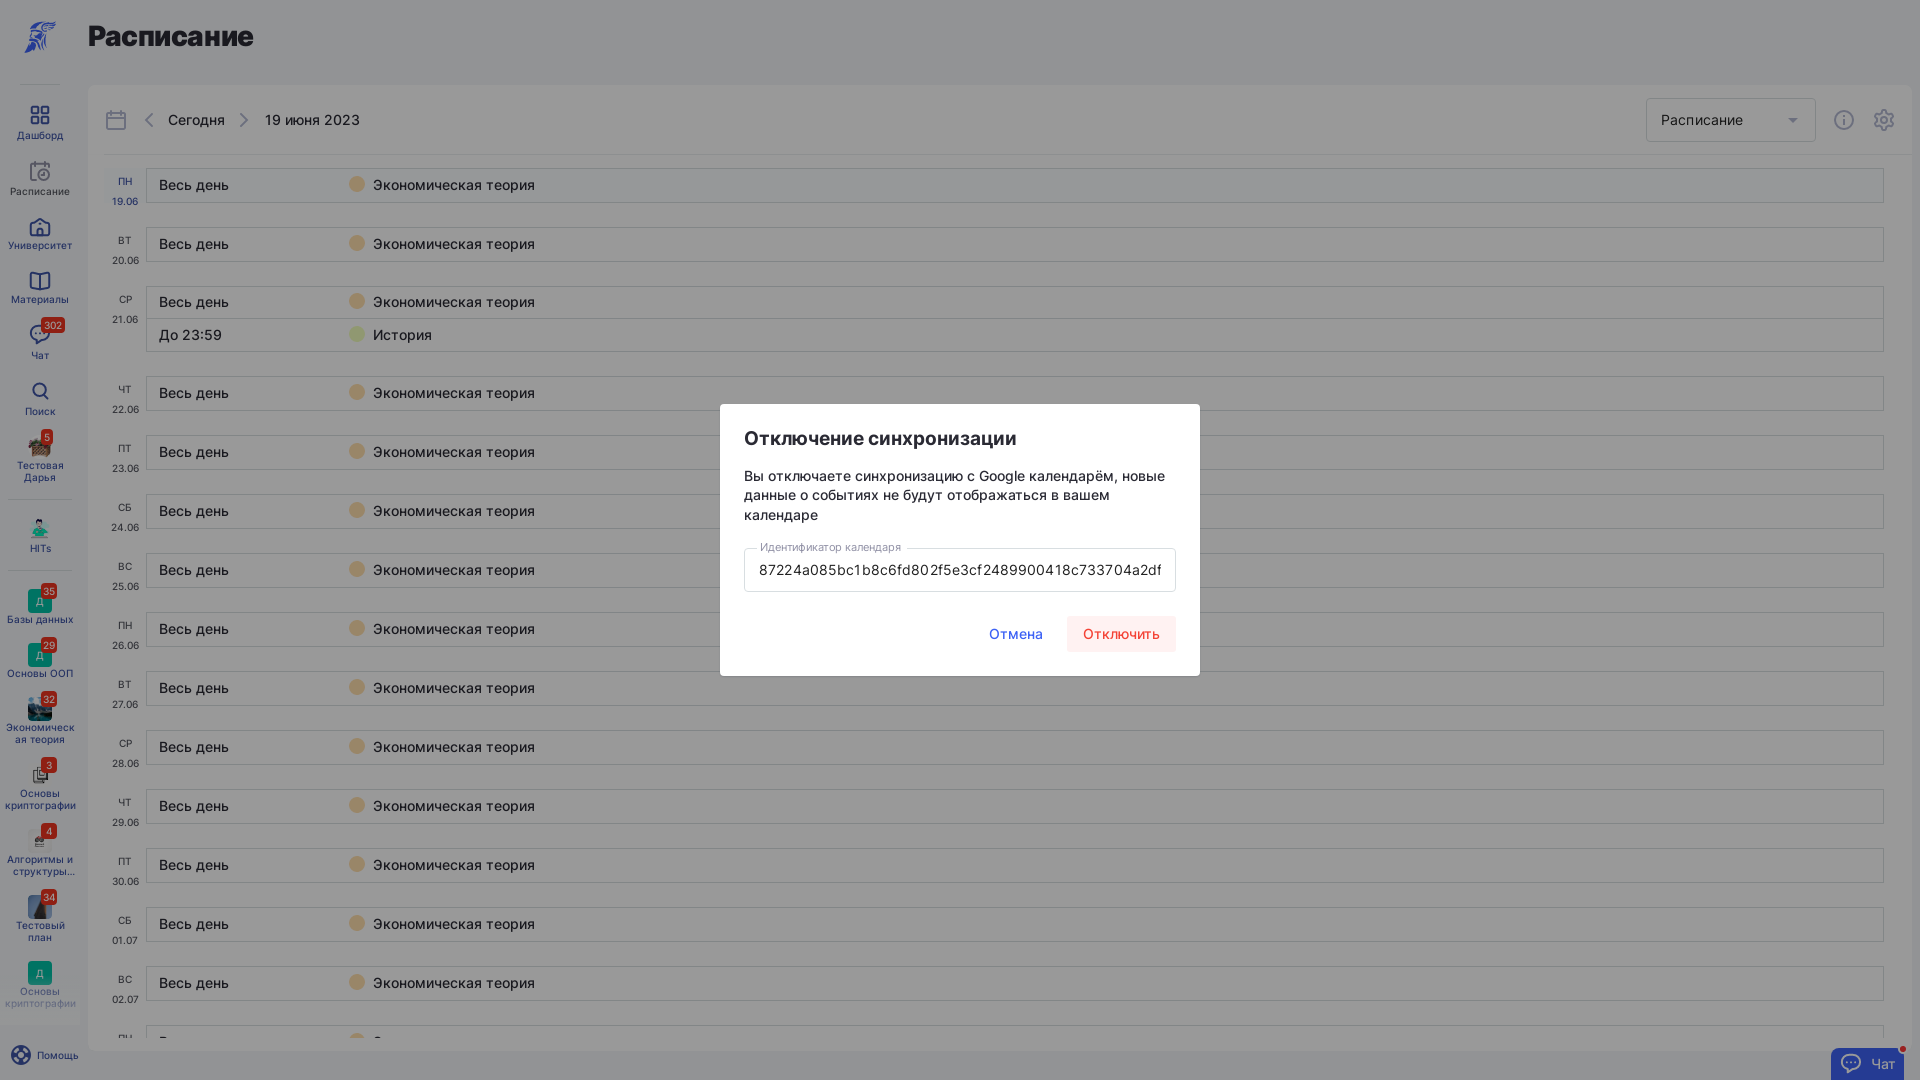 Расписание
Дашборд
Расписание
Университет
Материалы
302
Чат
Поиск
5
Тестовая
Дарья
HITs
35
Д
Базы данных
29
Д
Основы ООП
32
Экономическ
ая теория
3
Основы
криптографии
4
Алгоритмы и
структуры...
34
Тестовый
план
Д
Основы
криптографии
Помощь
Сегодня
19 июня 2023
Расписание
ПН
19.06
Весь день
Экономическая теория
ВТ
20.06
Весь день
Экономическая теория
СР
21.06
Весь день
Экономическая теория
До 23:59
История
ЧТ
22.06
Весь день
Экономическая теория
ПТ
23.06
Весь день
Экономическая теория
СБ
24.06
Весь день
Экономическая теория
ВС
25.06
Весь день
Экономическая теория
ПН
26.06
Весь день
Экономическая теория
ВТ
27.06
Весь день
Экономическая теория
СР
28.06
Весь день
Экономическая теория
ЧТ
29.06
Весь день
Экономическая теория
ПТ
30.06
Весь день
Экономическая теория
СБ
01.07
Весь день
Экономическая теория
ВС
02.07
Весь день
Экономическая теория
Отключение синхронизации
Вы отключаете синхронизацию с Google календарём, новые
данные о событиях не будут отображаться в вашем
календаре
Идентификатор календаря
87224a085bc1b8c6fd802f5e3cf2489900418c733704a2df
Отмена
Отключить
Чат